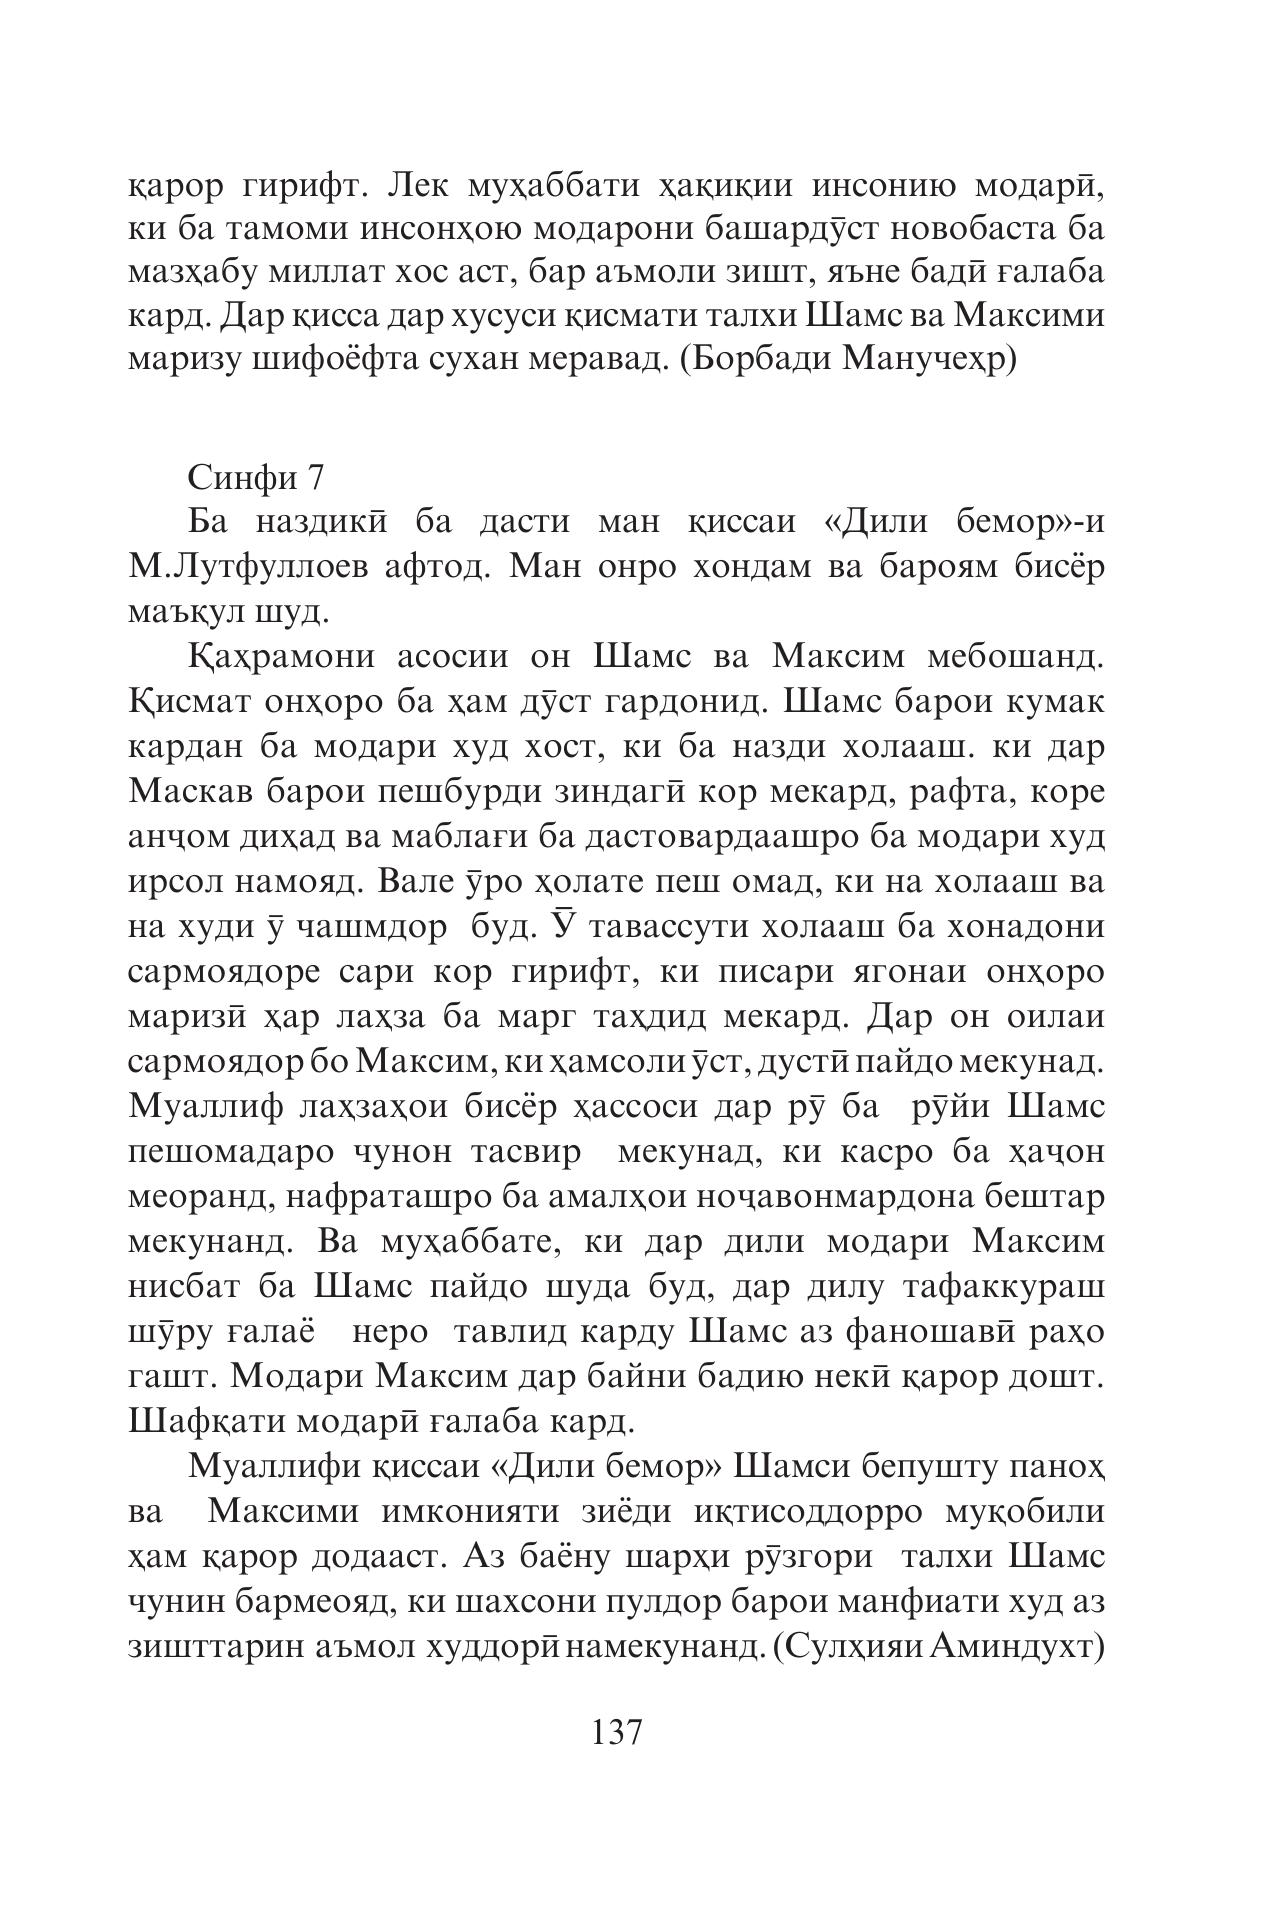 қарор гирифт. Лек муҳаббати ҳақиқии инсонию модарӣ,
ки ба тамоми инсонҳою модарони башардӯст новобаста ба
мазҳабу миллат хос аст, бар аъмоли зишт, яъне бадӣ ғалаба
кард. Дар қисса дар хусуси қисмати талхи Шамс ва Максими
маризу шифоёфта сухан меравад. (Борбади Манучеҳр)
Синфи 7
Ба наздикӣ ба дасти ман қиссаи «Дили бемор»-и
М.Лутфуллоев афтод. Ман онро хондам ва бароям бисёр
маъқул шуд.
Қаҳрамони асосии он Шамс ва Максим мебошанд.
Қисмат онҳоро ба ҳам дӯст гардонид. Шамс барои кумак
кардан ба модари худ хост, ки ба назди холааш. ки дар
Маскав барои пешбурди зиндагӣ кор мекард, рафта, коре
анҷом диҳад ва маблағи ба дастовардаашро ба модари худ
ирсол намояд. Вале ӯро ҳолате пеш омад, ки на холааш ва
на худи ӯ чашмдор буд. Ӯ тавассути холааш ба хонадони
сармоядоре сари кор гирифт, ки писари ягонаи онҳоро
маризӣ ҳар лаҳза ба марг таҳдид мекард. Дар он оилаи
сармоядор бо Максим, ки ҳамсоли ӯст, дустӣ пайдо мекунад.
Муаллиф лаҳзаҳои бисёр ҳассоси дар рӯ ба рӯйи Шамс
пешомадаро чунон тасвир мекунад, ки касро ба ҳаҷон
меоранд, нафраташро ба амалҳои ноҷавонмардона бештар
мекунанд. Ва муҳаббате, ки дар дили модари Максим
нисбат ба Шамс пайдо шуда буд, дар дилу тафаккураш
шӯру ғалаё неро тавлид карду Шамс аз фаношавӣ раҳо
гашт. Модари Максим дар байни бадию некӣ қарор дошт.
Шафқати модарӣ ғалаба кард.
Муаллифи қиссаи «Дили бемор» Шамси бепушту паноҳ
ва Максими имконияти зиёди иқтисоддорро муқобили
ҳам қарор додааст. Аз баёну шарҳи рӯзгори талхи Шамс
чунин бармеояд, ки шахсони пулдор барои манфиати худ аз
зишттарин аъмол худдорӣ намекунанд. (Сулҳияи Аминдухт)
137